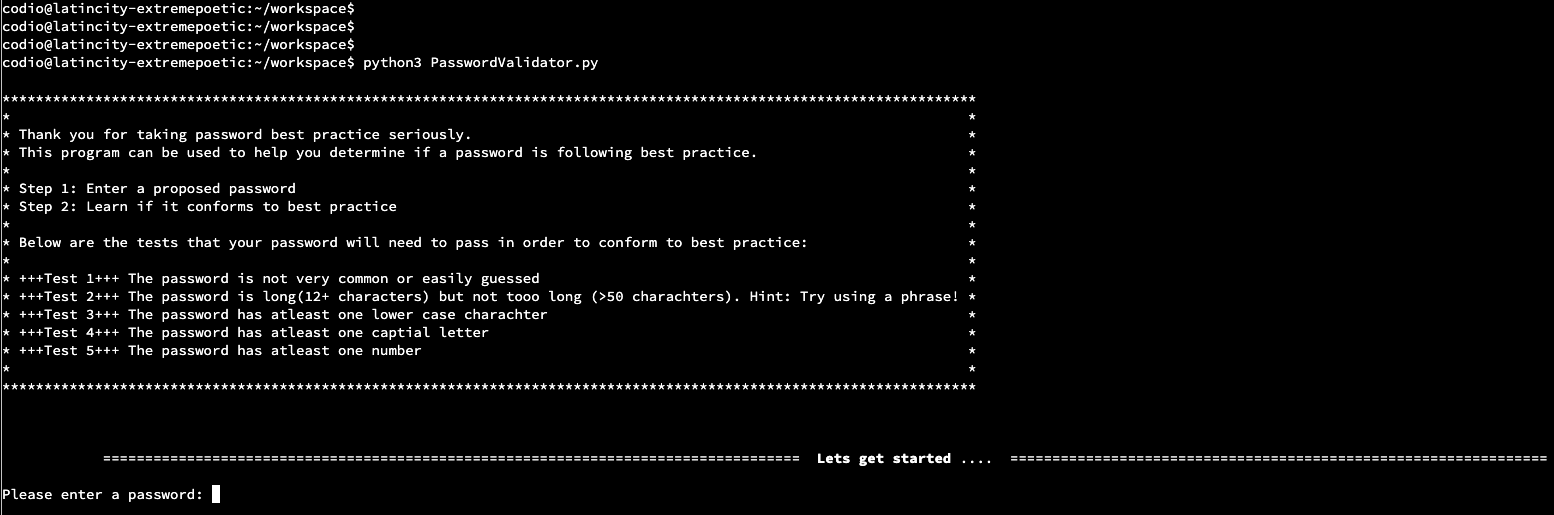 codio@latincity-extremepoetic:~/workspace$
codio@latincity-extremepoetic:~/workspace$
codio@latincity-extremepoetic:~/workspace$
codio@latincity-extremepoetic:~/workspace$ python3 PasswordValidator.py
********************************************************************************************************************
* *
* Thank you for taking password best practice seriously. *
* This program can be used to help you determine if a password is following best practice. *
* *
* Step 1: Enter a proposed password *
* Step 2: Learn if it conforms to best practice *
* *
* Below are the tests that your password will need to pass in order to conform to best practice: *
* *
* +++Test 1+++ The password is not very common or easily guessed *
* +++Test 2+++ The password is long(12+ characters) but not tooo long (>50 charachters). Hint: Try using a phrase! *
* +++Test 3+++ The password has atleast one lower case charachter *
* +++Test 4+++ The password has atleast one captial letter *
* +++Test 5+++ The password has atleast one number *
* *
********************************************************************************************************************
=================================================================================== Lets get started .... ================================================================
Please enter a password: